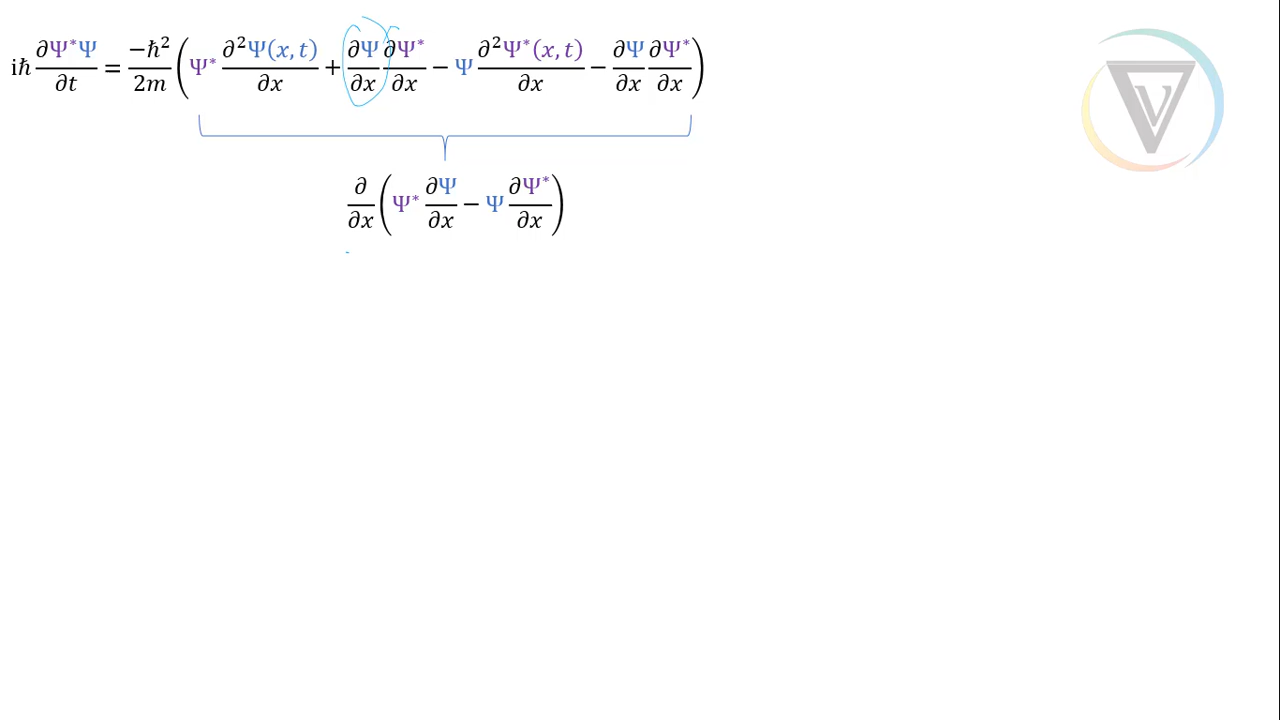 iℏ ∂Ψ*Ψ/∂t = −ℏ²/2m (Ψ* ∂²Ψ(x,t)/∂x + ∂Ψ/∂x ∂Ψ*/∂x − Ψ ∂²Ψ*(x,t)/∂x − ∂Ψ/∂x ∂Ψ*/∂x)
∂/∂x (Ψ* ∂Ψ/∂x − Ψ ∂Ψ*/∂x)